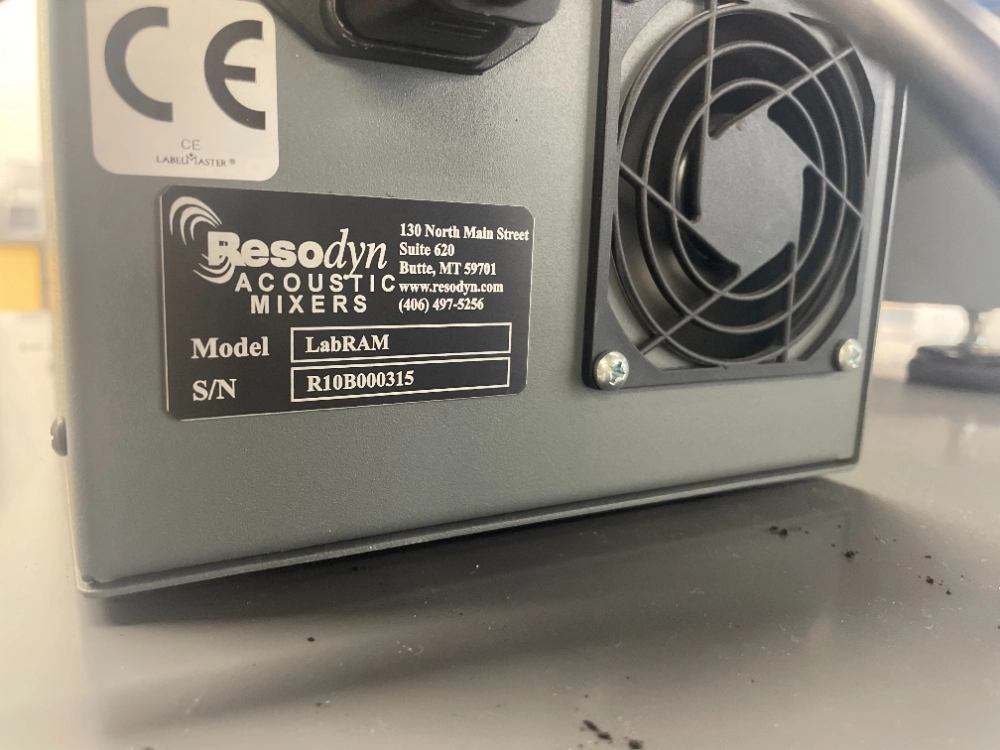 CE
CE
LABELMASTER®
Resodyn
ACOUSTIC
MIXERS
130 North Main Street
Suite 620
Butte, MT 59701
www.resodyn.com
(406) 497-5256
Model LabRAM
S/N R10B000315